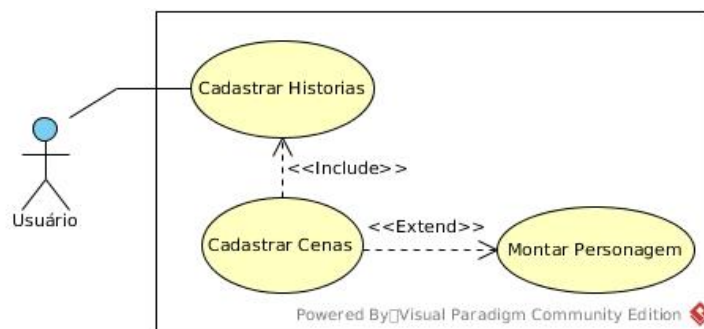 Cadastrar Historias
<<Include>>
Usuário
Cadastrar Cenas
<<Extend>>
Montar Personagem
Powered By Visual Paradigm Community Edition